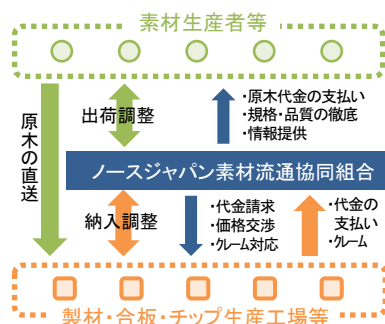 素材生産者等
原木の直送
出荷調整
・原木代金の支払い
・規格・品質の徹底
・情報提供
ノースジャパン素材流通協同組合
納入調整
・代金請求
・価格交渉
・クレーム対応
・代金の
支払い
・クレーム
製材・合板・チップ生産工場等